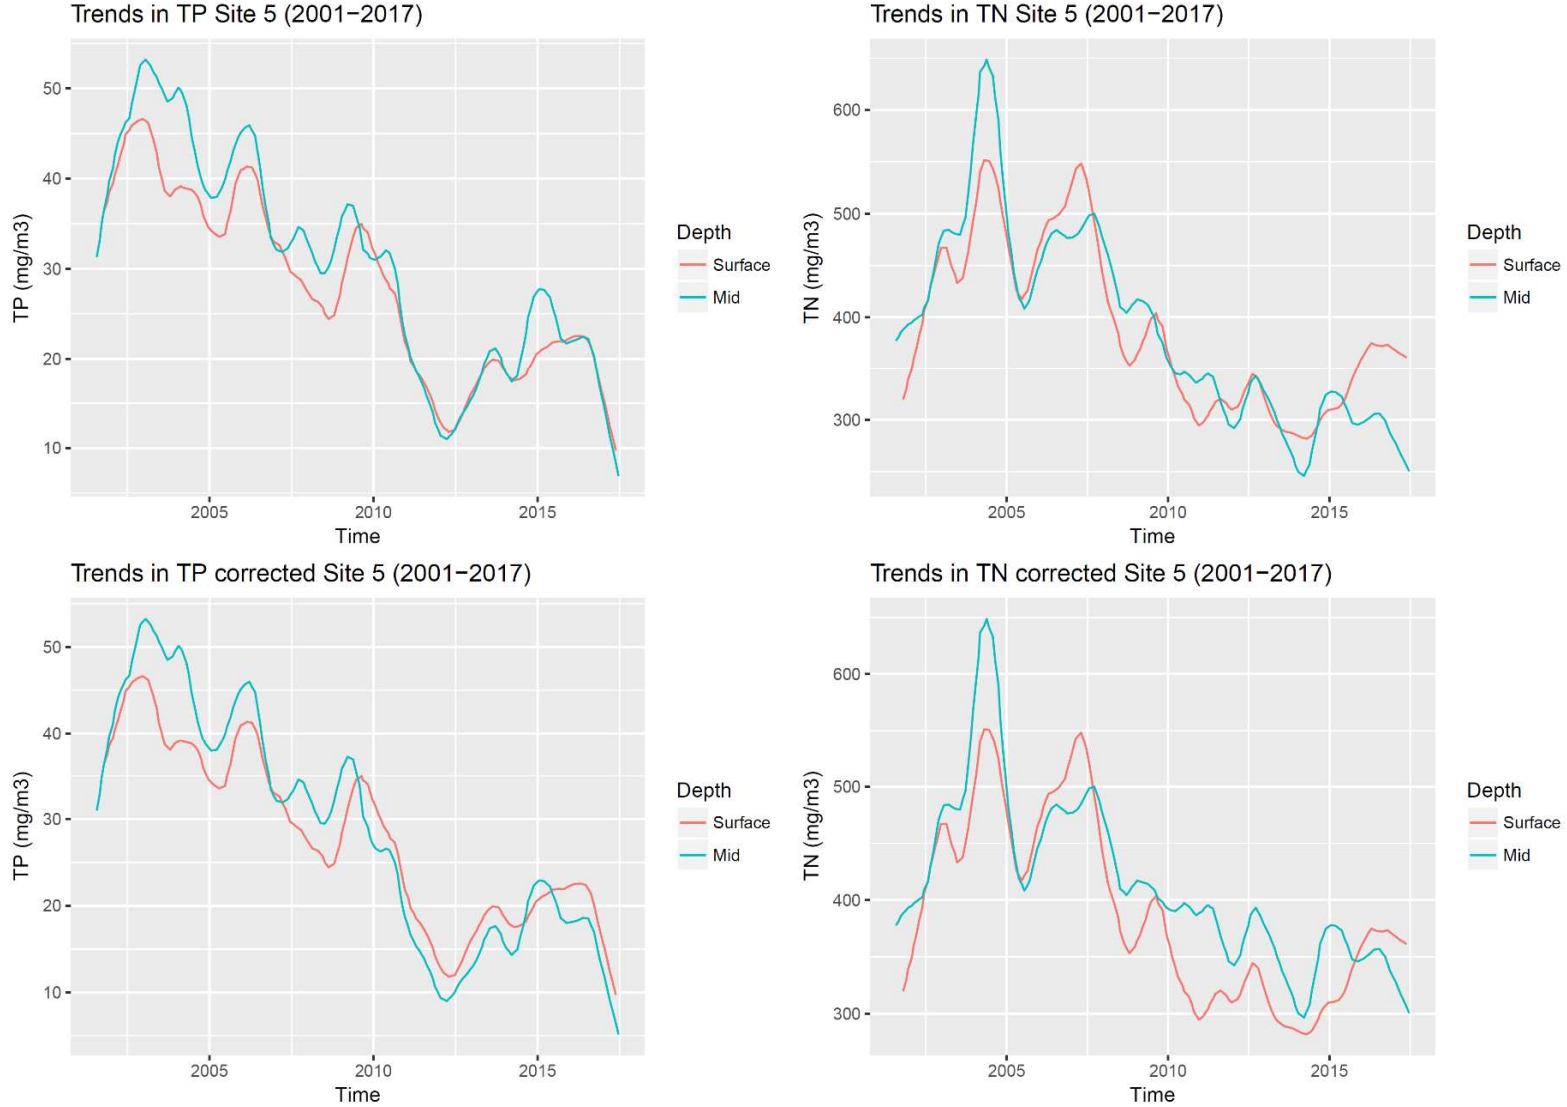 Trends in TP Site 5 (2001−2017)
50
40
30
20
10
TP (mg/m3)
2005 2010 2015
Time
Depth
Surface
Mid
Trends in TN Site 5 (2001−2017)
600
500
400
300
TN (mg/m3)
2005 2010 2015
Time
Depth
Surface
Mid
Trends in TP corrected Site 5 (2001−2017)
50
40
30
20
10
TP (mg/m3)
2005 2010 2015
Time
Depth
Surface
Mid
Trends in TN corrected Site 5 (2001−2017)
600
500
400
300
TN (mg/m3)
2005 2010 2015
Time
Depth
Surface
Mid